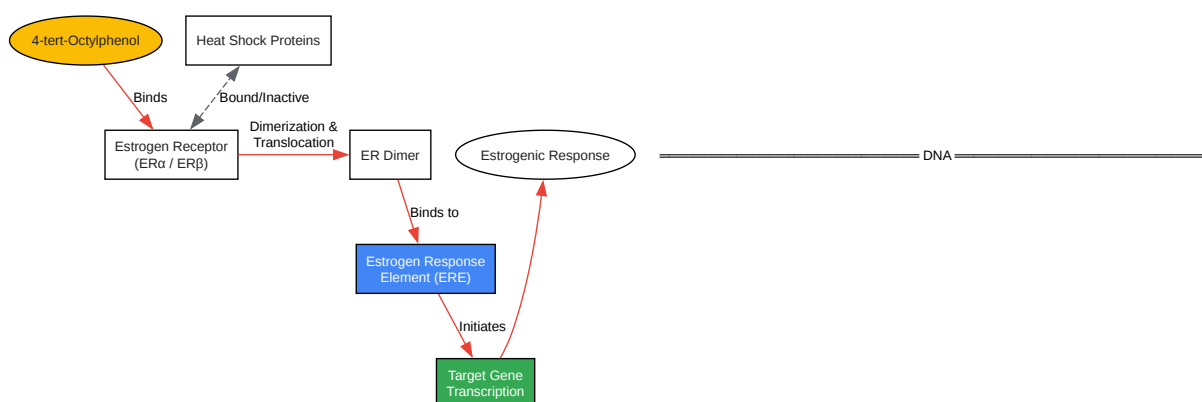 4-tert-Octylphenol
Heat Shock Proteins
Binds
Bound/Inactive
Dimerization &
Translocation
Estrogen Receptor
(ERα / ERβ)
ER Dimer
Estrogenic Response
DNA
Binds to
Estrogen Response
Element (ERE)
Initiates
Target Gene
Transcription